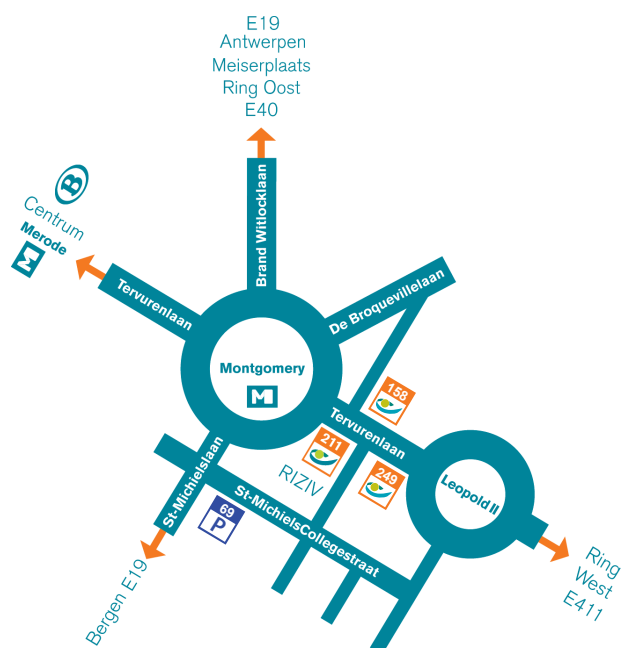 E19
Antwerpen
Meiserplaats
Ring Oost
E40
B
Centrum
Merode
M
Brand Witlocklaan
Tervurenlaan
De Broquevillelaan
Montgomery
M
158
Tervurenlaan
211
RIZIV
249
Leopold II
St-Michielslaan
69
P
St-MichielsCollegestraat
Bergen E19
Ring
West
E411